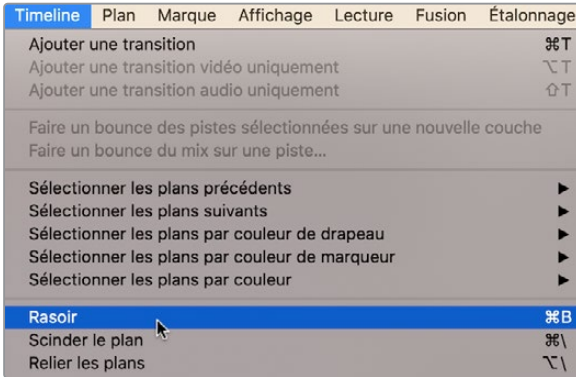 Timeline Plan Marque Affichage Lecture Fusion Étalonnage
Ajouter une transition ⌘T
Ajouter une transition vidéo uniquement ⌥T
Ajouter une transition audio uniquement ⇧T
Faire un bounce des pistes sélectionnées sur une nouvelle couche
Faire un bounce du mix sur une piste...
Sélectionner les plans précédents ▶
Sélectionner les plans suivants ▶
Sélectionner les plans par couleur de drapeau ▶
Sélectionner les plans par couleur de marqueur ▶
Sélectionner les plans par couleur ▶
Rasoir ⌘B
Scinder le plan ⌘\
Relier les plans ⌥\